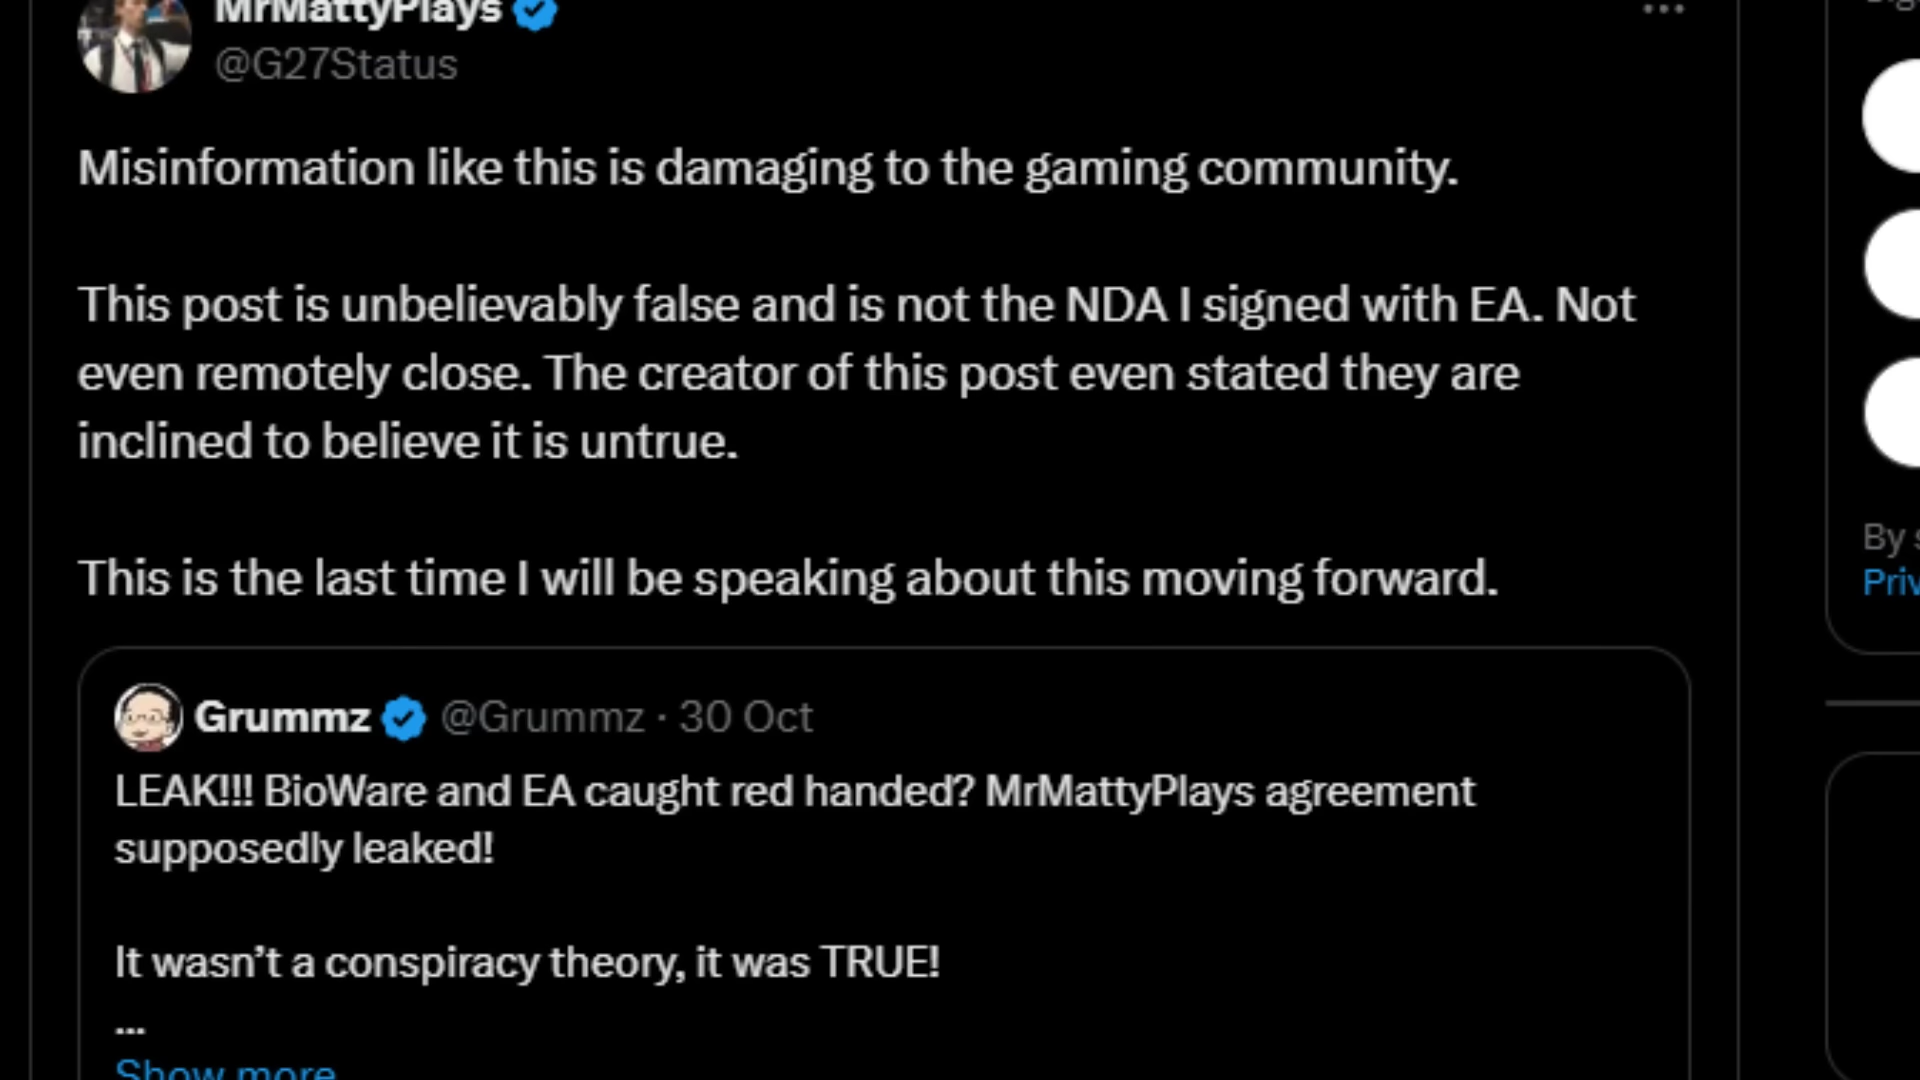 MrMattyPlays
@G27Status
Misinformation like this is damaging to the gaming community.
This post is unbelievably false and is not the NDA I signed with EA. Not
even remotely close. The creator of this post even stated they are
inclined to believe it is untrue.
This is the last time I will be speaking about this moving forward.
Grummz @Grummz · 30 Oct
LEAK!!! BioWare and EA caught red handed? MrMattyPlays agreement
supposedly leaked!
It wasn’t a conspiracy theory, it was TRUE!
...
Show more
By